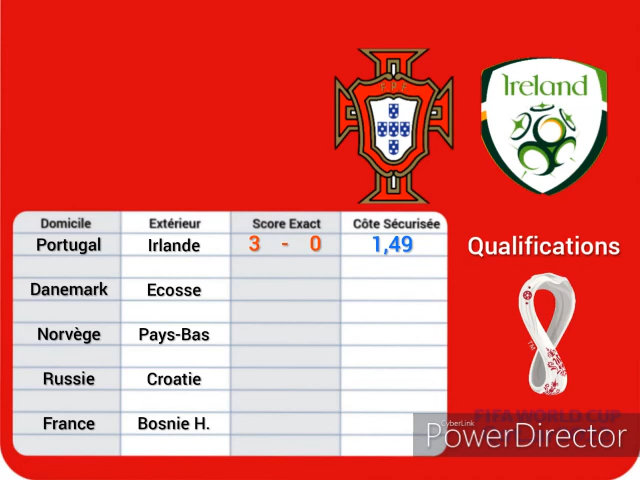 F.P.F.
Ireland
Domicile Extérieur Score Exact Côte Sécurisée
Portugal Irlande 3 - 0 1,49
Qualifications
Danemark Ecosse
Norvège Pays-Bas
TM
Russie Croatie
France Bosnie H.
FIFA WORLD CUP
CyberLink
PowerDirector